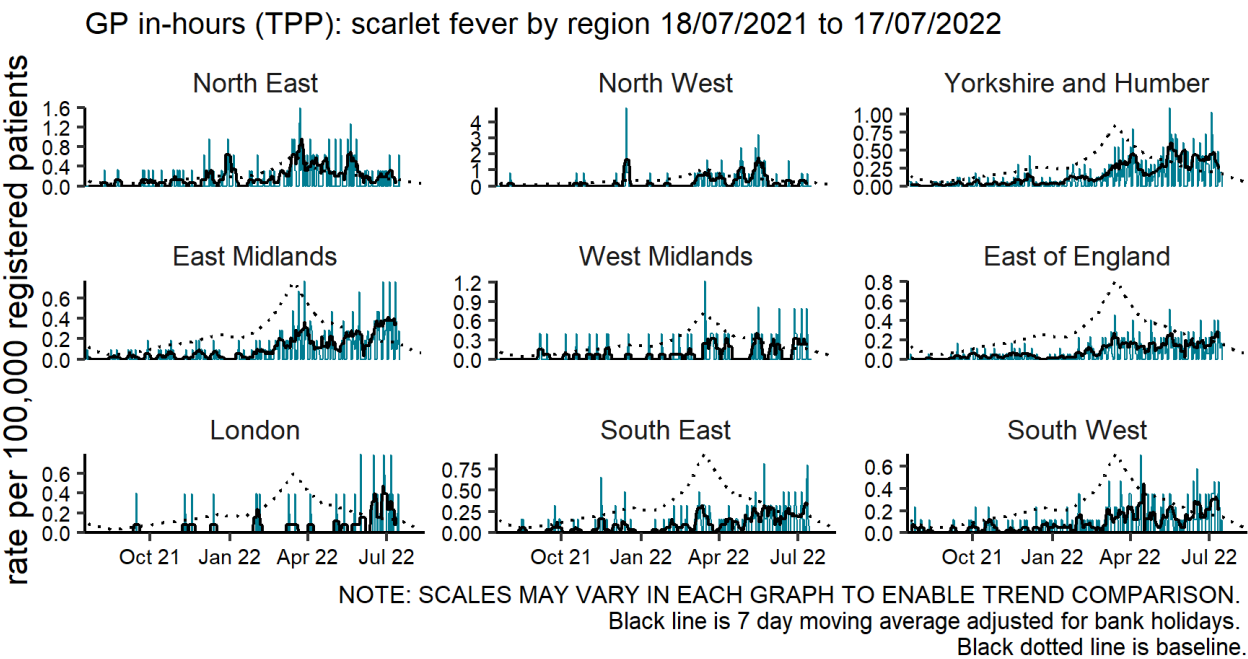 GP in-hours (TPP): scarlet fever by region 18/07/2021 to 17/07/2022
rate per 100,000 registered patients
North East
1.6
1.2
0.8
0.4
0.0
North West
4
3
2
1
0
Yorkshire and Humber
1.00
0.75
0.50
0.25
0.00
East Midlands
0.6
0.4
0.2
0.0
West Midlands
1.2
0.9
0.6
0.3
0.0
East of England
0.8
0.6
0.4
0.2
0.0
London
0.6
0.4
0.2
0.0
South East
0.75
0.50
0.25
0.00
South West
0.6
0.4
0.2
0.0
Oct 21 Jan 22 Apr 22 Jul 22
Oct 21 Jan 22 Apr 22 Jul 22
Oct 21 Jan 22 Apr 22 Jul 22
NOTE: SCALES MAY VARY IN EACH GRAPH TO ENABLE TREND COMPARISON.
Black line is 7 day moving average adjusted for bank holidays.
Black dotted line is baseline.